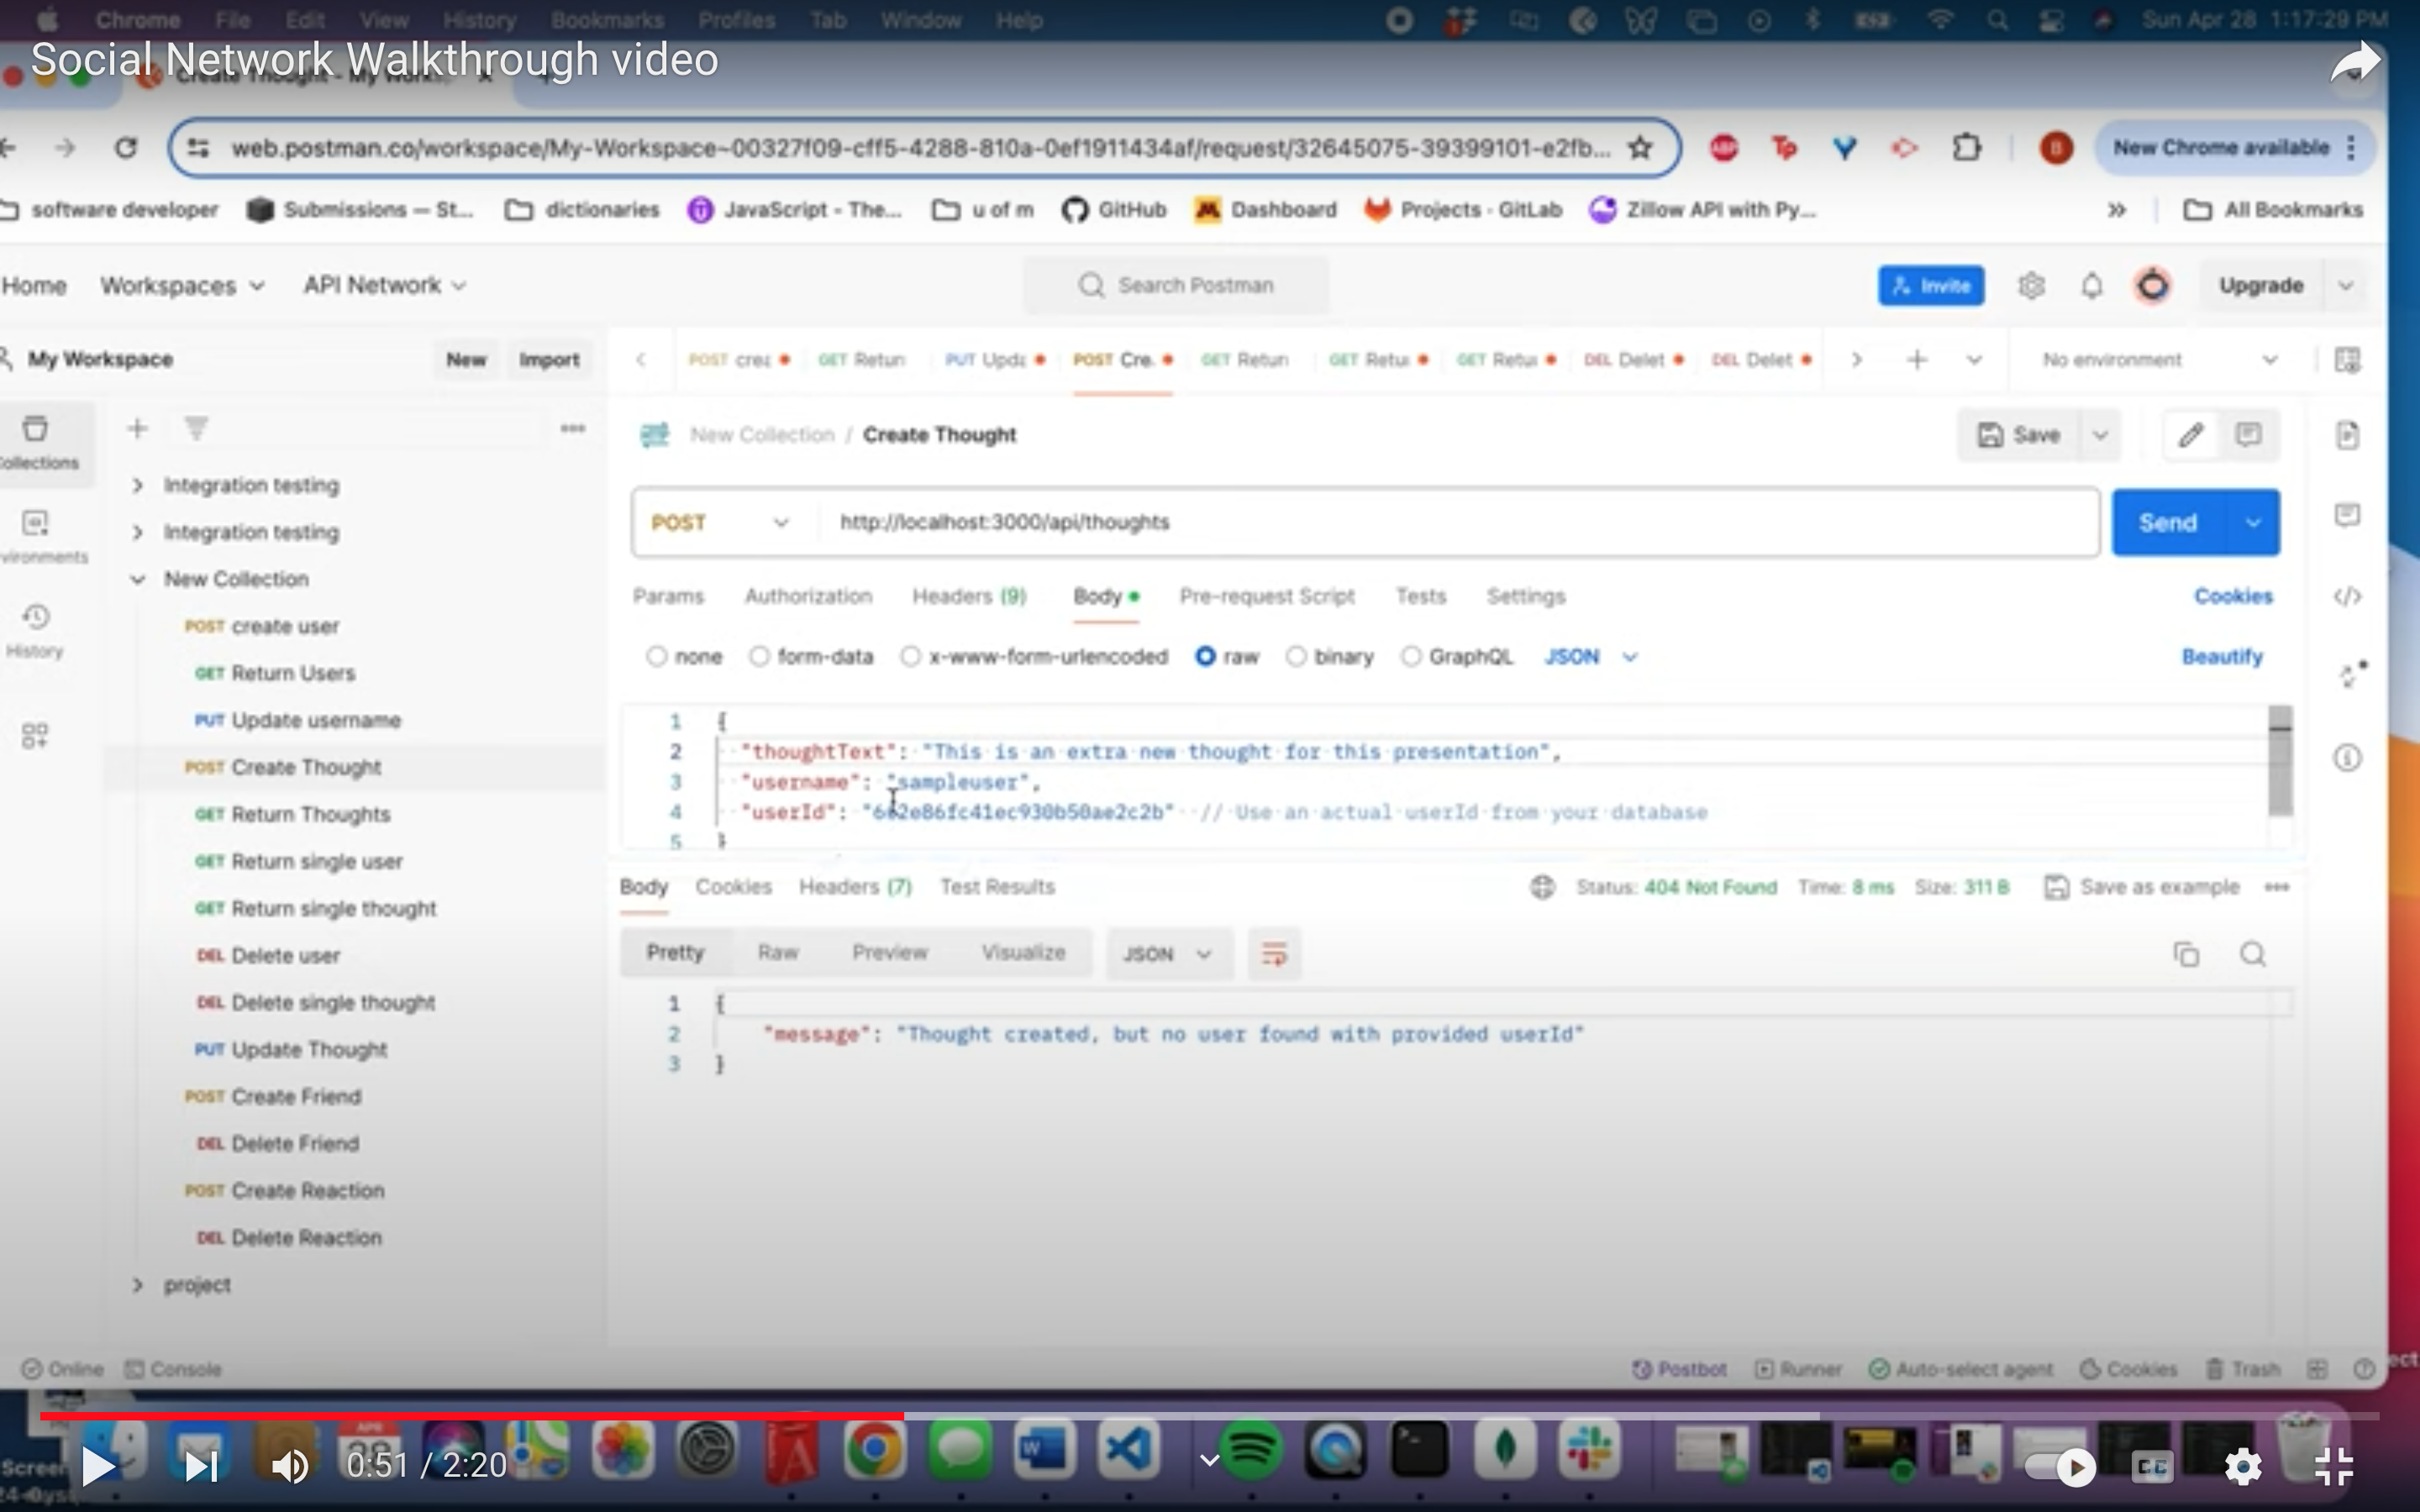 Chrome File Edit View History Bookmarks Profiles Tab Window Help Sun Apr 28 1:17:29 PM
Social Network Walkthrough video
Create Thought - My Work
web.postman.co/workspace/My-Workspace~00327f09-cff5-4288-810a-0ef1911434af/request/32645075-39399101-e2fb... New Chrome available
software developer Submissions — St... dictionaries JavaScript - The... u of m GitHub Dashboard Projects · GitLab Zillow API with Py... » All Bookmarks
Home Workspaces API Network Search Postman Invite Upgrade
My Workspace New Import POST crea GET Retun PUT Upda POST Cre. GET Retun GET Retui GET Retui DEL Delet DEL Delet No environment
New Collection / Create Thought Save
Collections
Integration testing
POST http://localhost:3000/api/thoughts Send
Integration testing
New Collection
Params Authorization Headers (9) Body Pre-request Script Tests Settings Cookies
POST create user
History
none form-data x-www-form-urlencoded raw binary GraphQL JSON Beautify
GET Return Users
PUT Update username
POST Create Thought
GET Return Thoughts
GET Return single user
GET Return single thought
DEL Delete user
DEL Delete single thought
PUT Update Thought
POST Create Friend
DEL Delete Friend
POST Create Reaction
DEL Delete Reaction
project
1 {
2 "thoughtText": "This is an extra new thought for this presentation",
3 "username": "sampleuser",
4 "userId": "662e86fc41ec930b50ae2c2b" // Use an actual userId from your database
5 }
Body Cookies Headers (7) Test Results Status: 404 Not Found Time: 8 ms Size: 311 B Save as example
Pretty Raw Preview Visualize JSON
1 {
2 "message": "Thought created, but no user found with provided userId"
3 }
Online Console Postbot Runner Auto-select agent Cookies Trash
0:51 / 2:20